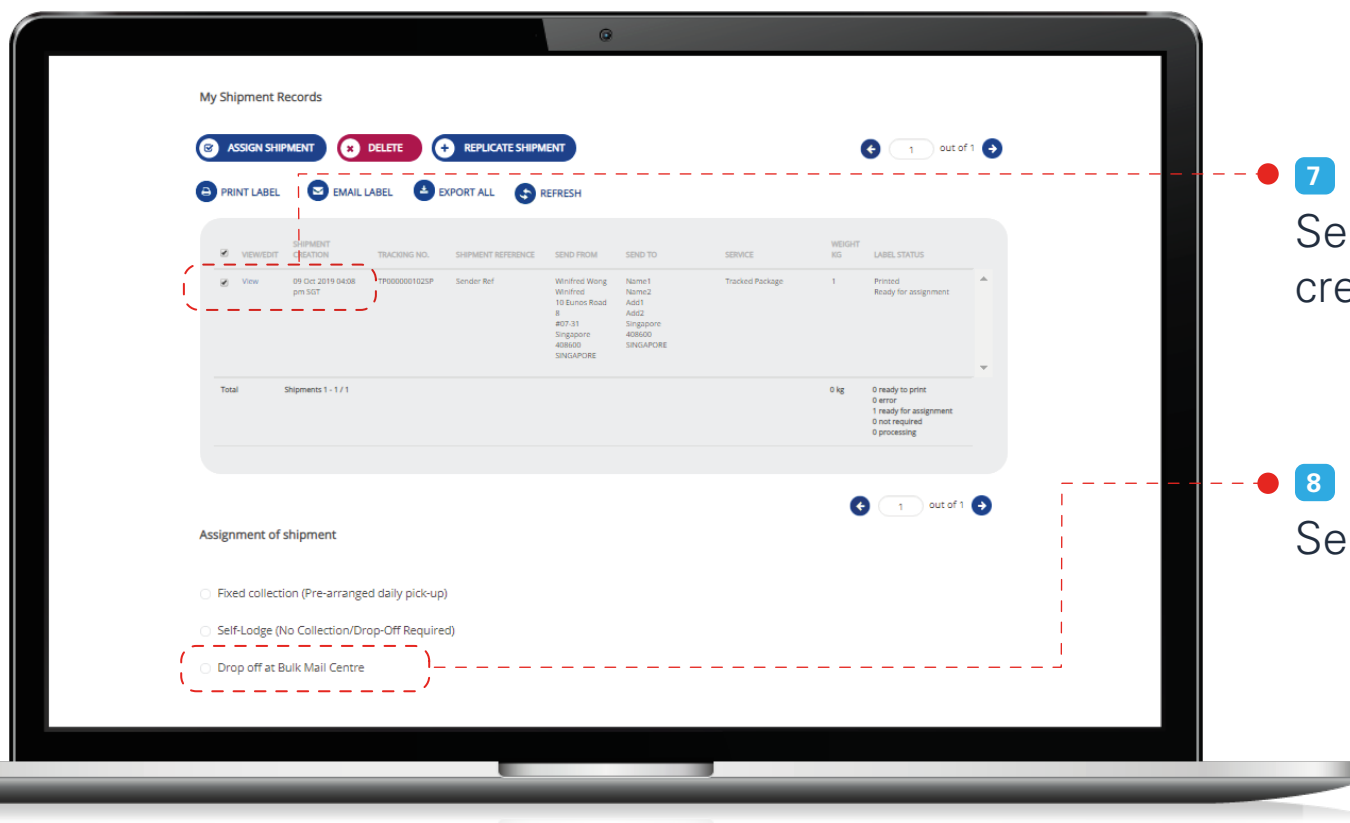 My Shipment Records
ASSIGN SHIPMENT
DELETE
REPLICATE SHIPMENT
1 out of 1
PRINT LABEL
EMAIL LABEL
EXPORT ALL
REFRESH
VIEW/EDIT
SHIPMENT
CREATION
TRACKING NO.
SHIPMENT REFERENCE
SEND FROM
SEND TO
SERVICE
WEIGHT
KG
LABEL STATUS
View
09 Oct 2019 04:08
pm SGT
TP000000102SP
Sender Ref
Winifred Wong
Winifred
10 Eunos Road
8
#07-31
Singapore
408600
SINGAPORE
Name1
Name2
Add1
Add2
Singapore
408600
SINGAPORE
Tracked Package
1
Printed
Ready for assignment
Total
Shipments 1 - 1 / 1
0 kg
0 ready to print
0 error
1 ready for assignment
0 not required
0 processing
1 out of 1
Assignment of shipment
Fixed collection (Pre-arranged daily pick-up)
Self-Lodge (No Collection/Drop-Off Required)
Drop off at Bulk Mail Centre
7
Se
cre
8
Se